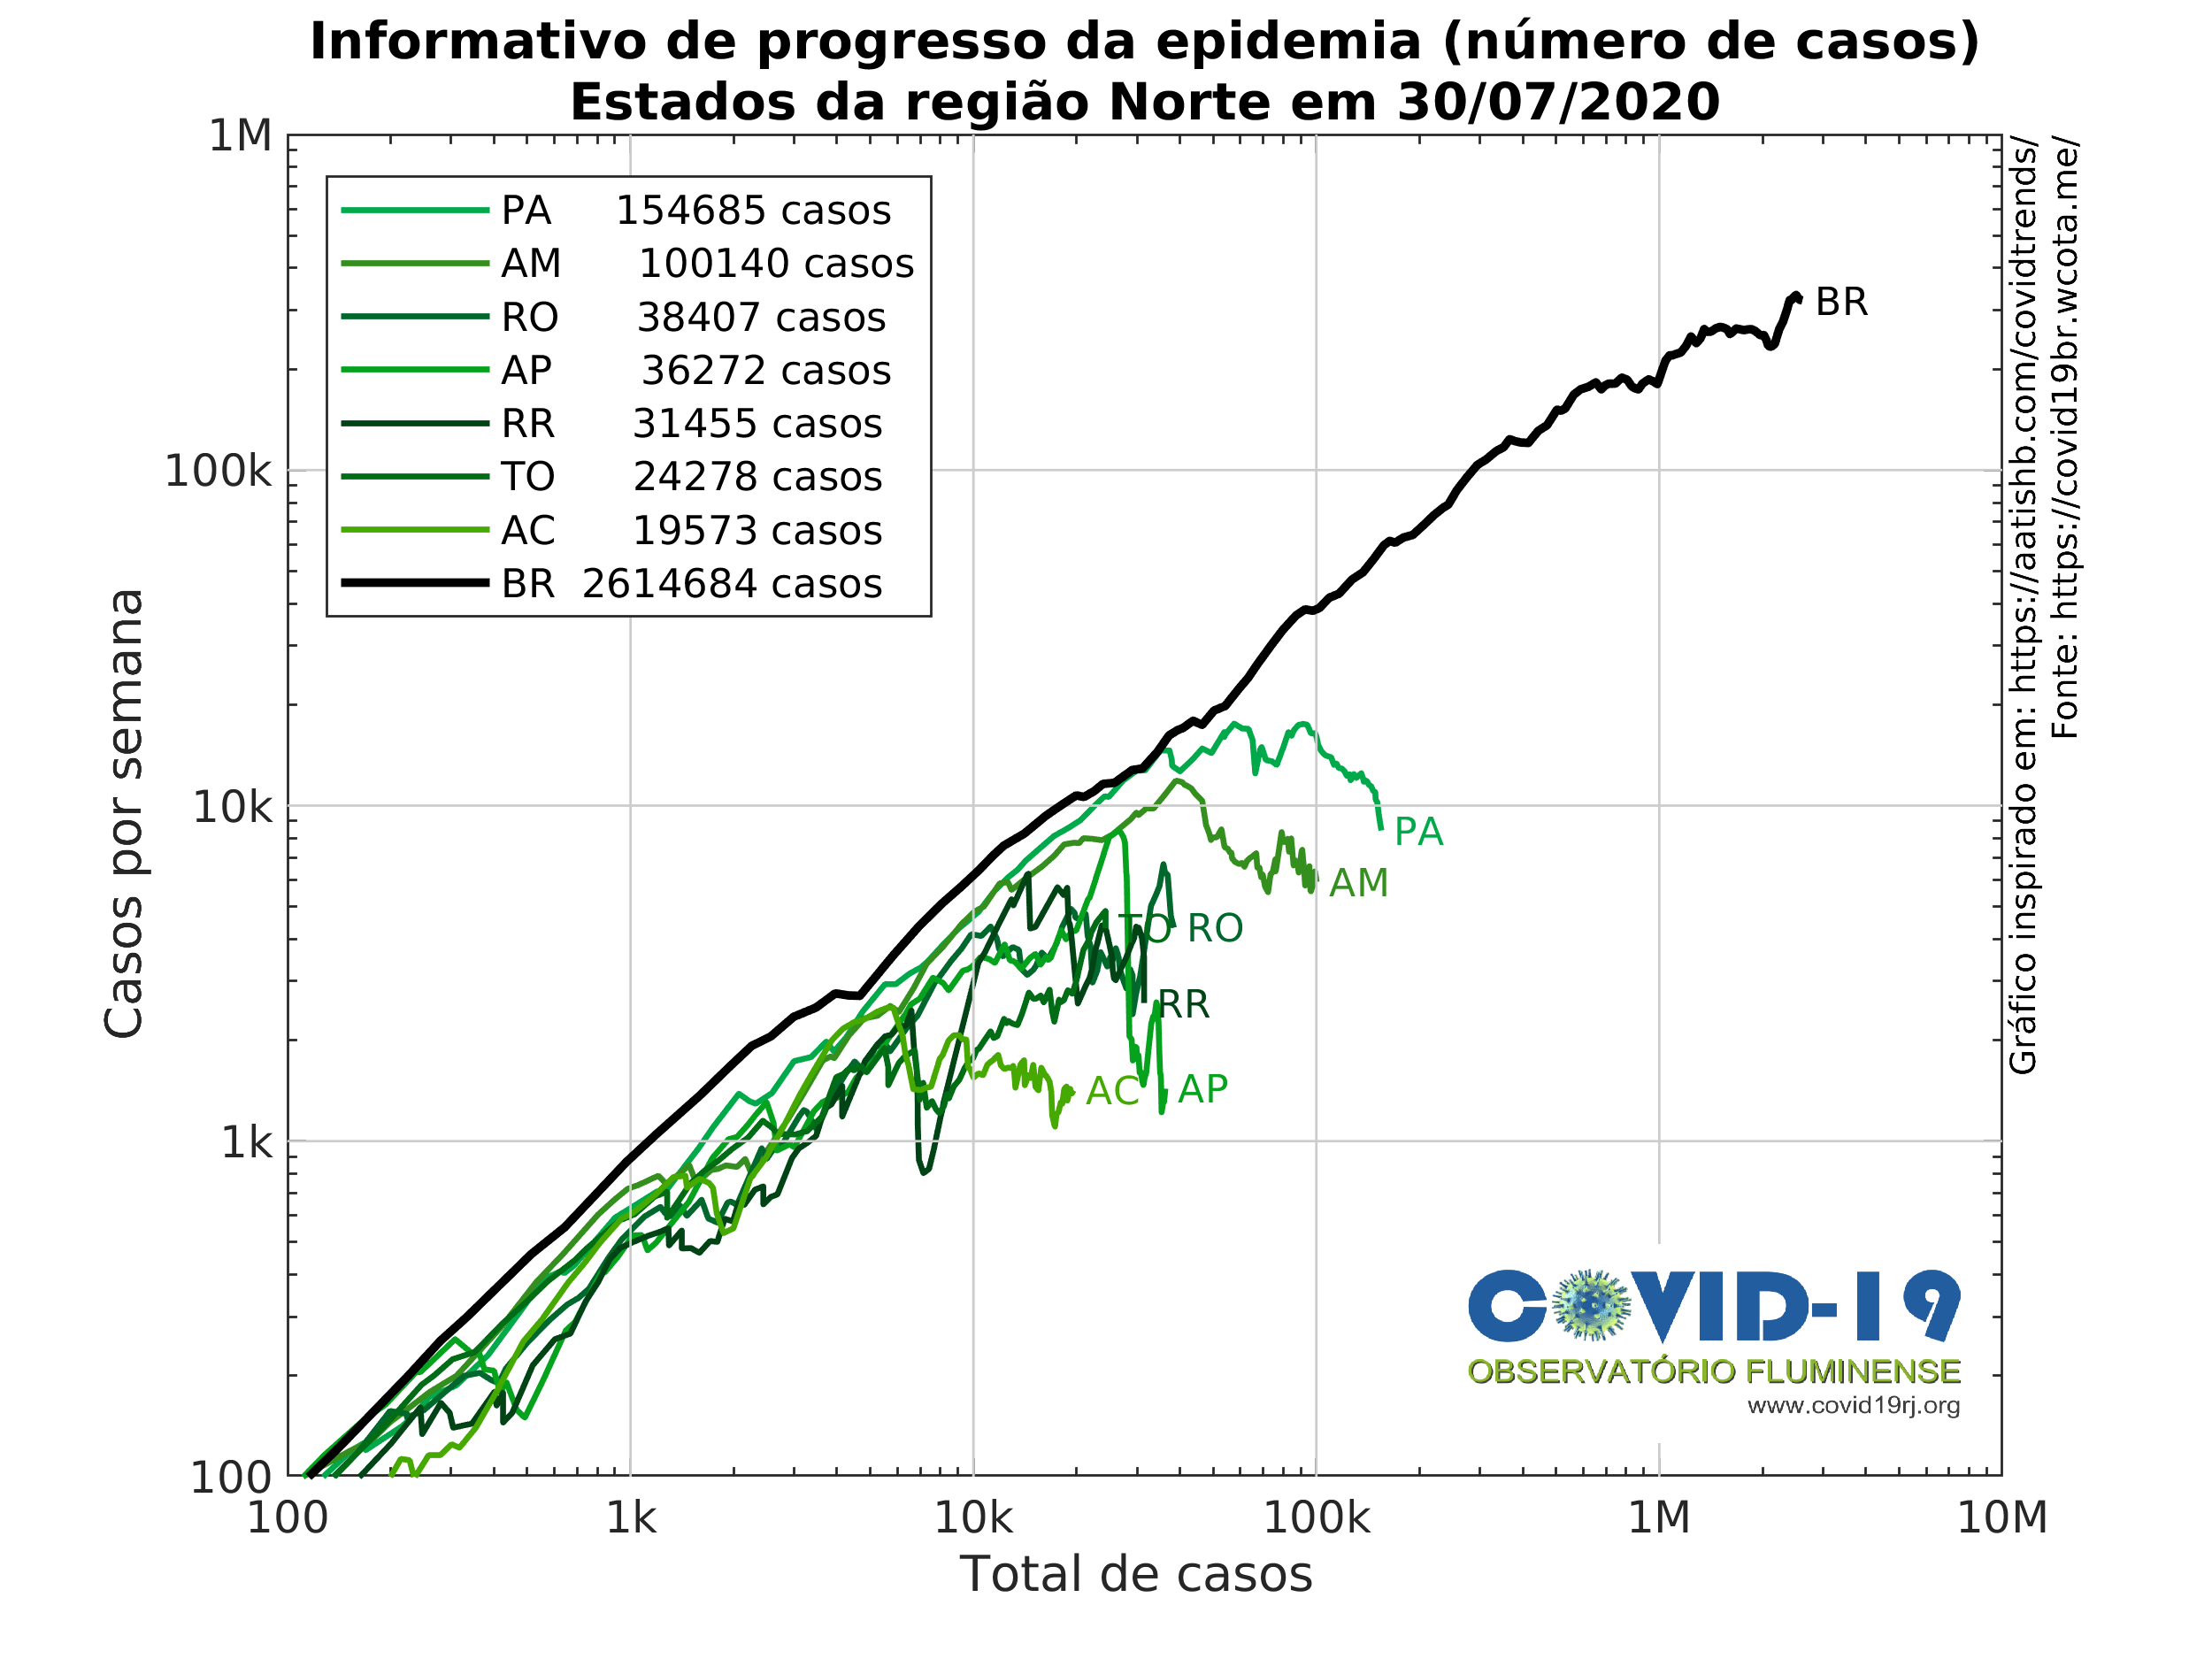 Informativo de progresso da epidemia (número de casos)
Estados da região Norte em 30/07/2020
1M
100k
10k
1k
100
Casos por semana
PA 154685 casos
AM 100140 casos
RO 38407 casos
AP 36272 casos
RR 31455 casos
TO 24278 casos
AC 19573 casos
BR 2614684 casos
BR
PA
AM
TO RO
RR
AC AP
Gráfico inspirado em: https://aatishb.com/covidtrends/
Fonte: https://covid19br.wcota.me/
COVID-19
OBSERVATÓRIO FLUMINENSE
www.covid19rj.org
100 1k 10k 100k 1M 10M
Total de casos